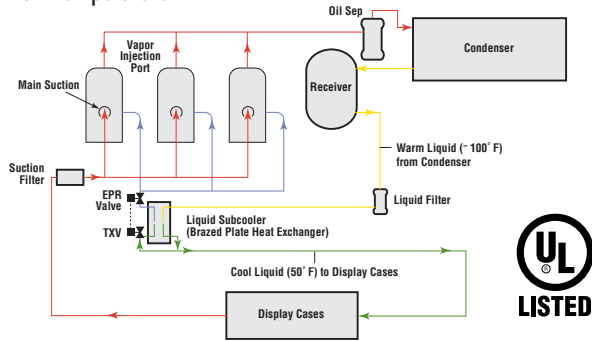 Oil Sep
Condenser
Vapor
Injection
Port
Receiver
Main Suction
Warm Liquid (~ 100° F)
from Condenser
Suction
Filter
EPR
Valve
Liquid Filter
Liquid Subcooler
(Brazed Plate Heat Exchanger)
TXV
Cool Liquid (50° F) to Display Cases
Display Cases
UL
®
LISTED